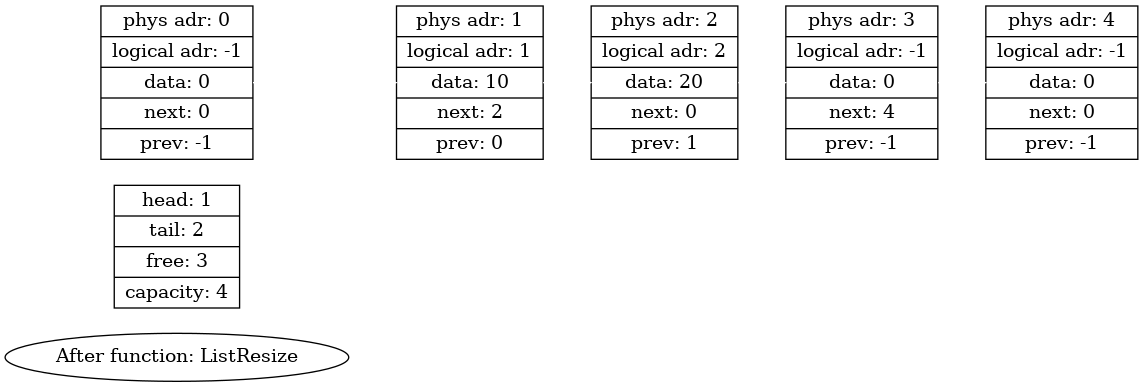 phys adr: 0
logical adr: -1
data: 0
next: 0
prev: -1
phys adr: 1
logical adr: 1
data: 10
next: 2
prev: 0
phys adr: 2
logical adr: 2
data: 20
next: 0
prev: 1
phys adr: 3
logical adr: -1
data: 0
next: 4
prev: -1
phys adr: 4
logical adr: -1
data: 0
next: 0
prev: -1
head: 1
tail: 2
free: 3
capacity: 4
After function: ListResize